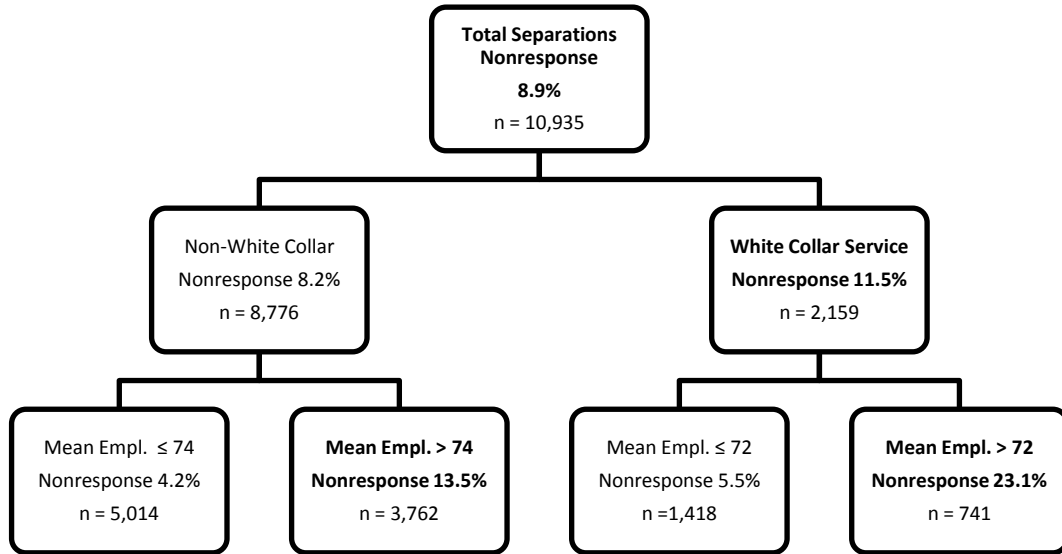 Total Separations
Nonresponse
8.9%
n = 10,935
Non-White Collar
Nonresponse 8.2%
n = 8,776
White Collar Service
Nonresponse 11.5%
n = 2,159
Mean Empl. ≤ 74
Nonresponse 4.2%
n = 5,014
Mean Empl. > 74
Nonresponse 13.5%
n = 3,762
Mean Empl. ≤ 72
Nonresponse 5.5%
n =1,418
Mean Empl. > 72
Nonresponse 23.1%
n = 741